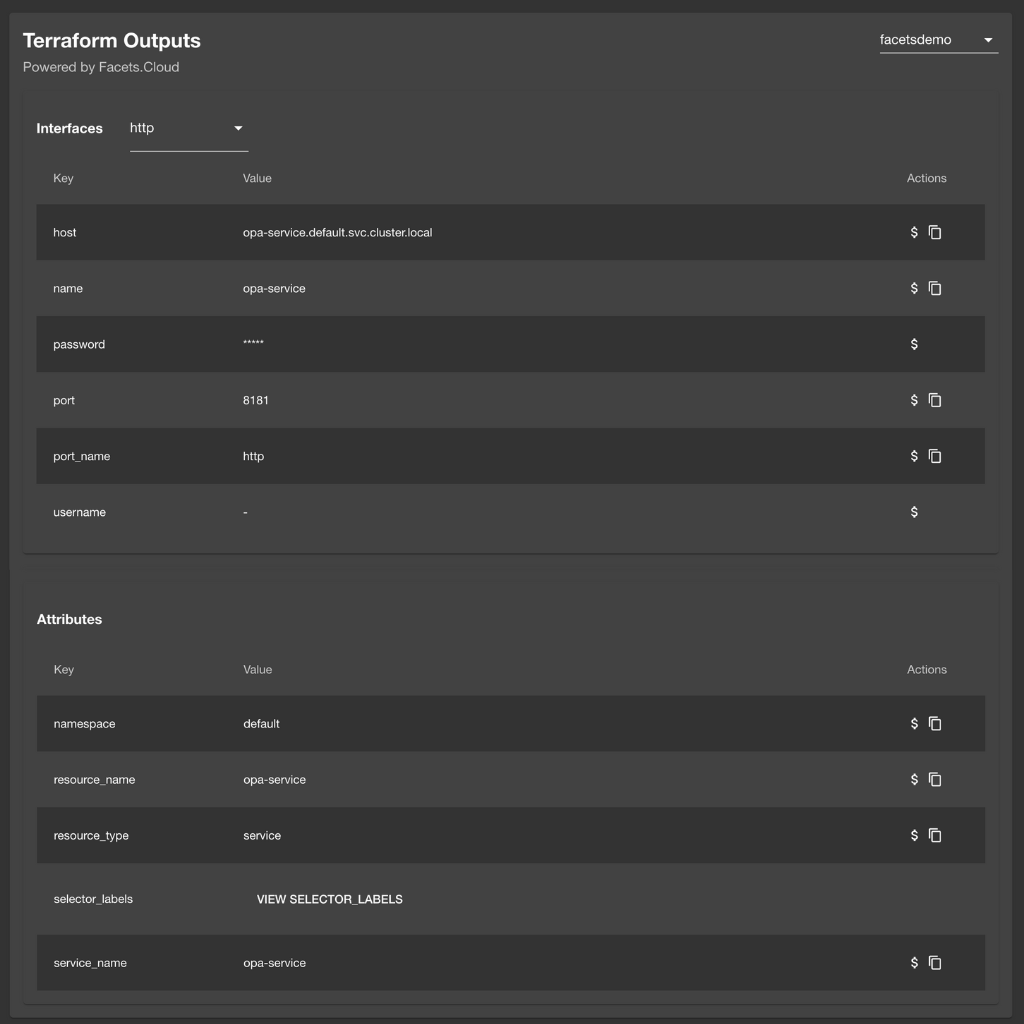 Terraform Outputs
facetsdemo
Powered by Facets.Cloud
Interfaces http
Key Value Actions
host opa-service.default.svc.cluster.local $
name opa-service $
password ***** $
port 8181 $
port_name http $
username - $
Attributes
Key Value Actions
namespace default $
resource_name opa-service $
resource_type service $
selector_labels VIEW SELECTOR_LABELS
service_name opa-service $